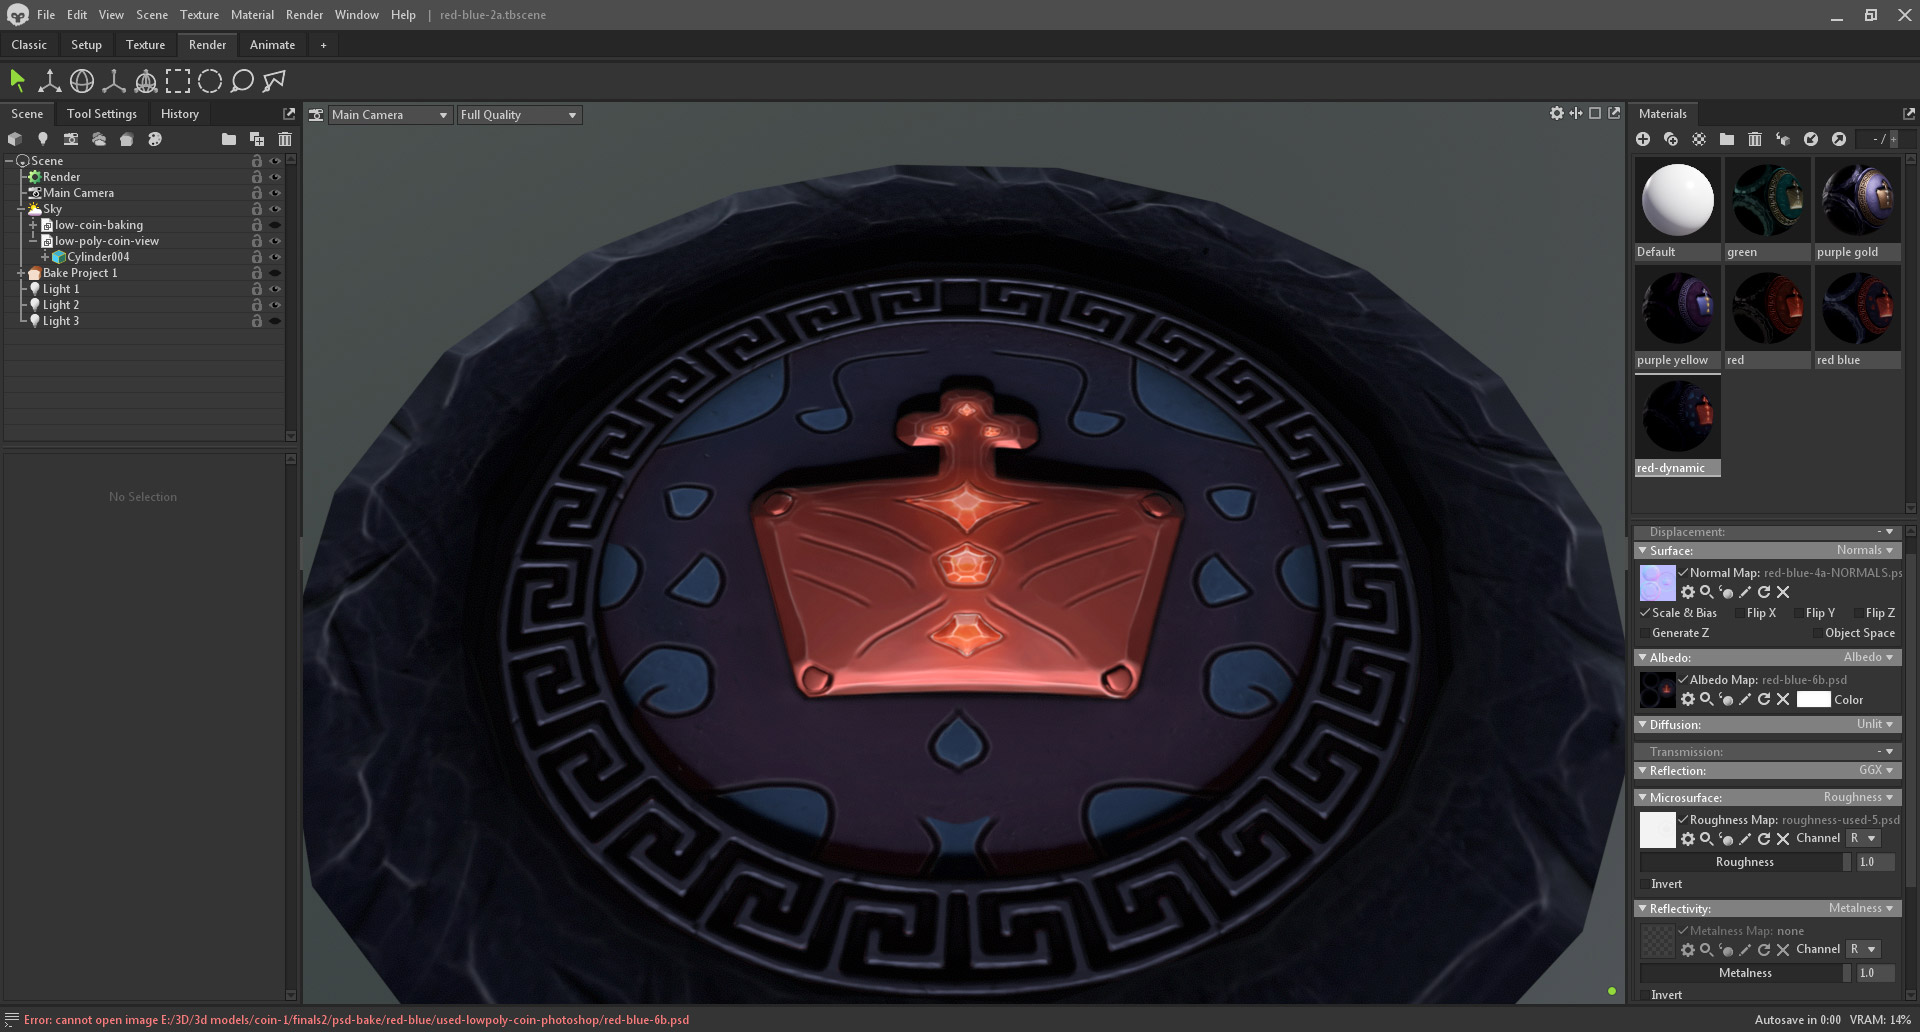 File Edit View Scene Texture Material Render Window Help | red-blue-2a.tbscene
Classic Setup Texture Render Animate +
Scene Tool Settings History
Main Camera Full Quality
Materials
- / +
Scene
Render
Main Camera
Sky
low-coin-baking
low-poly-coin-view
Cylinder004
Bake Project 1
Light 1
Light 2
Light 3
No Selection
Default green purple gold
purple yellow red red blue
red-dynamic
Displacement: -
Surface: Normals
Normal Map: red-blue-4a-NORMALS.ps
Scale & Bias Flip X Flip Y Flip Z
Generate Z Object Space
Albedo: Albedo
Albedo Map: red-blue-6b.psd
Color
Diffusion: Unlit
Transmission: -
Reflection: GGX
Microsurface: Roughness
Roughness Map: roughness-used-5.psd
Channel R
Roughness 1.0
Invert
Reflectivity: Metalness
Metalness Map: none
Channel R
Metalness 1.0
Invert
Error: cannot open image E:/3D/3d models/coin-1/finals2/psd-bake/red-blue/used-lowpoly-coin-photoshop/red-blue-6b.psd
Autosave in 0:00 VRAM: 14%